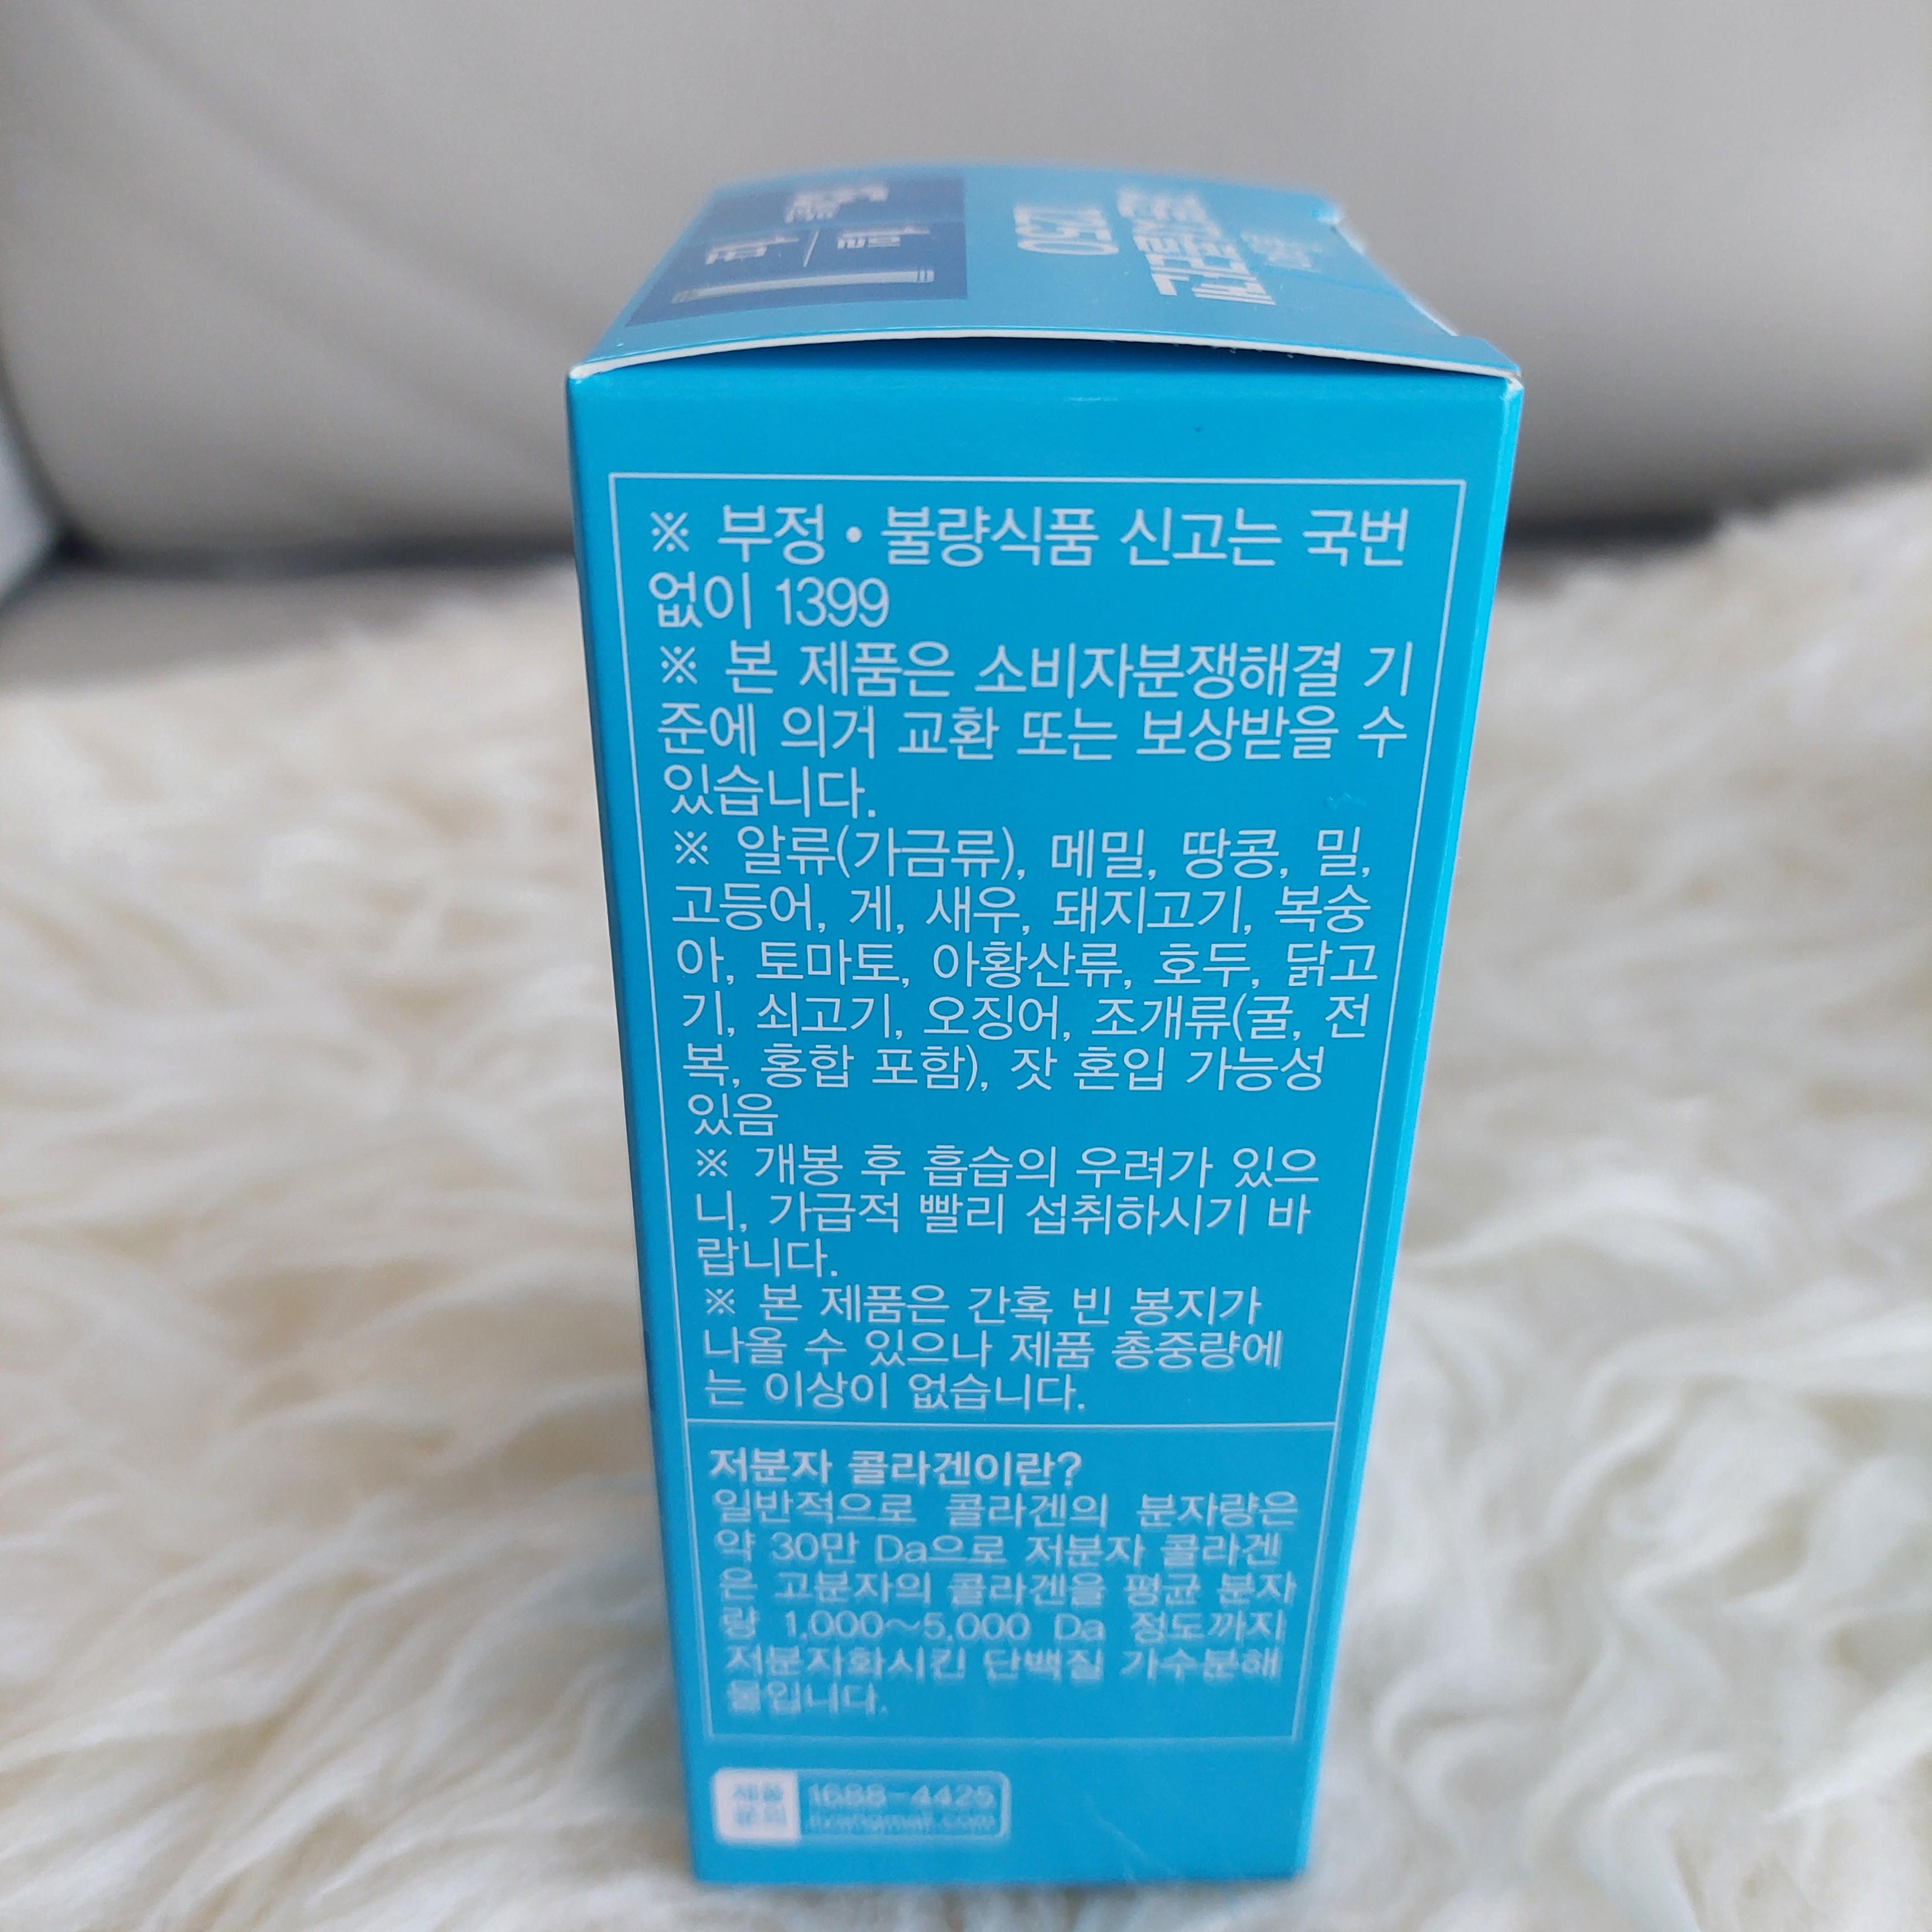 1250
※ 부정·불량식품 신고는 국번
없이 1399
※ 본 제품은 소비자분쟁해결 기
준에 의거 교환 또는 보상받을 수
있습니다.
※ 알류(가금류), 메밀, 땅콩, 밀,
고등어, 게, 새우, 돼지고기, 복숭
아, 토마토, 아황산류, 호두, 닭고
기, 쇠고기, 오징어, 조개류(굴, 전
복, 홍합 포함), 잣 혼입 가능성
있음
※ 개봉 후 흡습의 우려가 있으
니, 가급적 빨리 섭취하시기 바
랍니다.
※ 본 제품은 간혹 빈 봉지가
나올 수 있으나 제품 총중량에
는 이상이 없습니다.
저분자 콜라겐이란?
일반적으로 콜라겐의 분자량은
약 30만 Da으로 저분자 콜라겐
은 고분자의 콜라겐을 평균 분자
량 1,000~5,000 Da 정도까지
저분자화시킨 단백질 가수분해
물입니다.
제품
문의
1688-4425